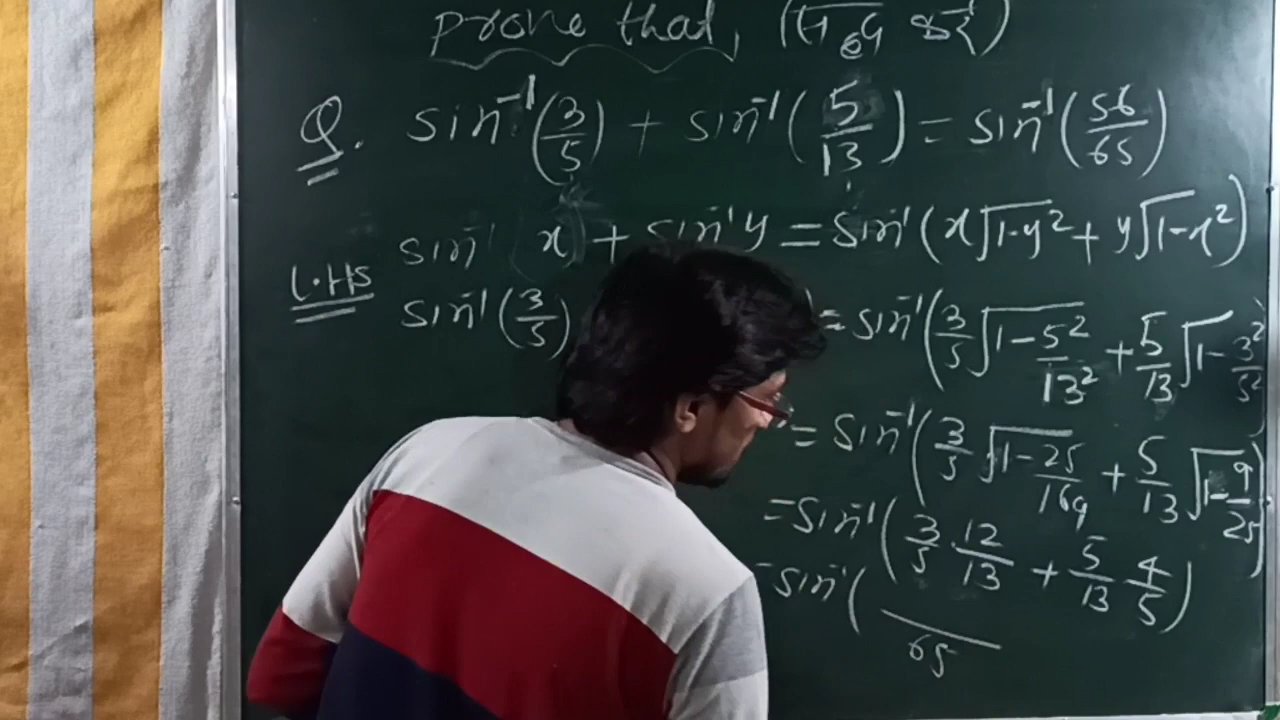 prove that,
Q. sin⁻¹(3/5) + sin⁻¹(5/13) = sin⁻¹(56/65)
sin⁻¹ x + sin⁻¹y = sin⁻¹(x√1-y² + y√1-x²)
L.HS sin⁻¹(3/5) = sin⁻¹(3/5 √1-5²/13² + 5/13 √1-3²/5²
= sin⁻¹(3/5 √1-25/169 + 5/13 √1-9/25)
= sin⁻¹(3/5 . 12/13 + 5/13 . 4/5)
= sin⁻¹( /65